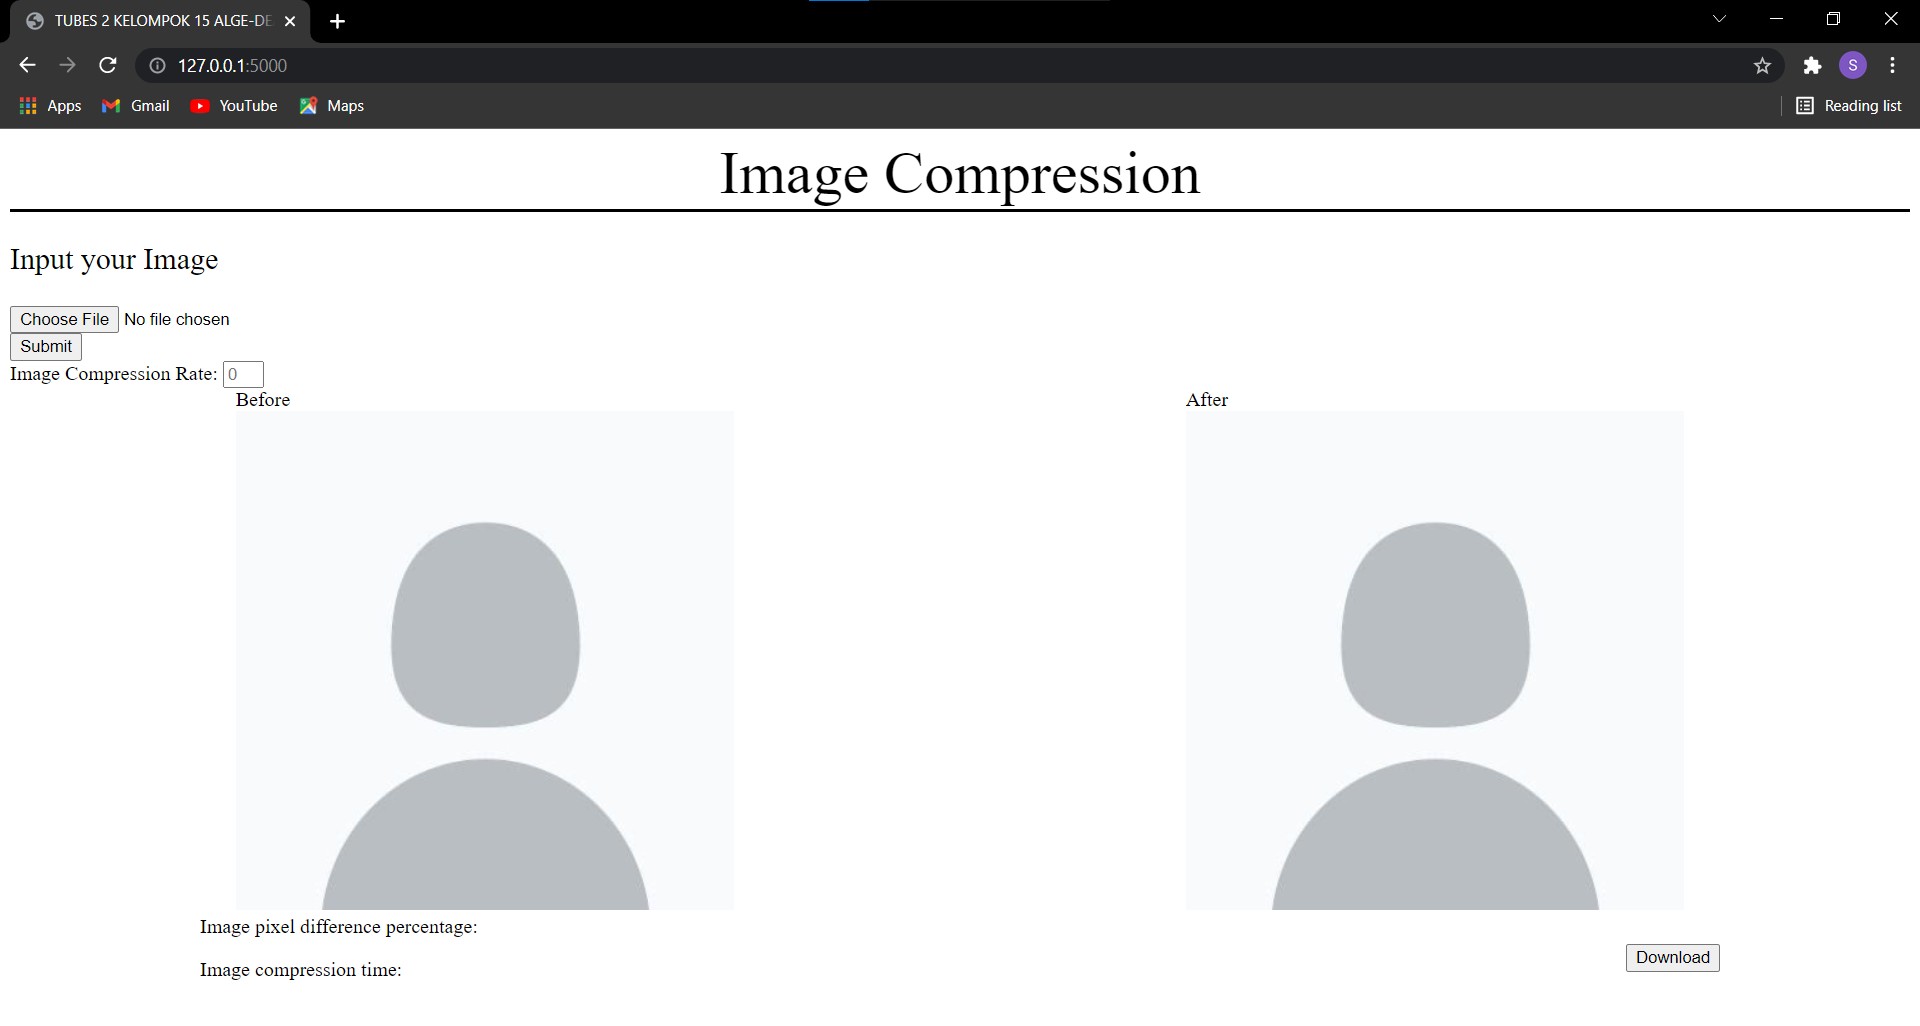 TUBES 2 KELOMPOK 15 ALGE-DE
127.0.0.1:5000
S
Apps Gmail YouTube Maps Reading list
Image Compression
Input your Image
Choose File No file chosen
Submit
Image Compression Rate: 0
Before After
Image pixel difference percentage:
Download
Image compression time: